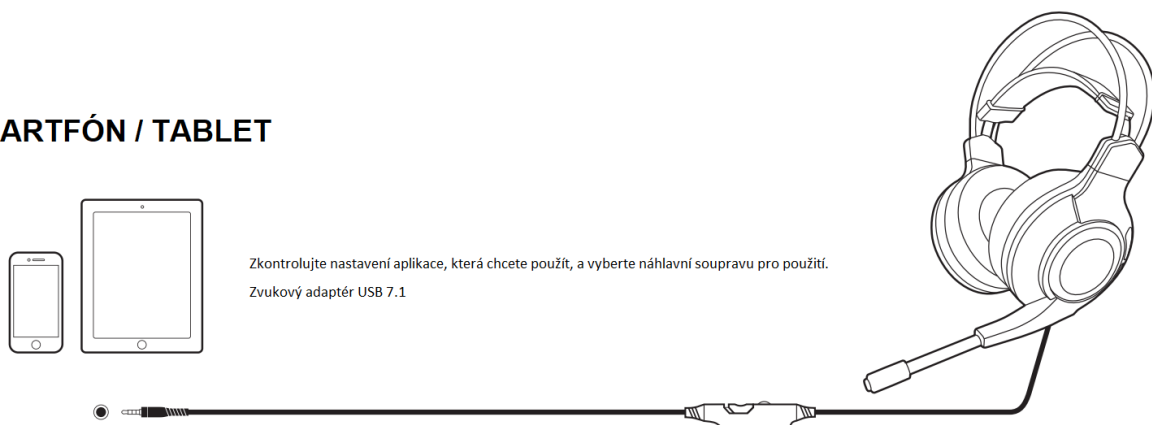 ARTFÓN / TABLET
Zkontrolujte nastavení aplikace, která chcete použít, a vyberte náhlavní soupravu pro použití.
Zvukový adaptér USB 7.1